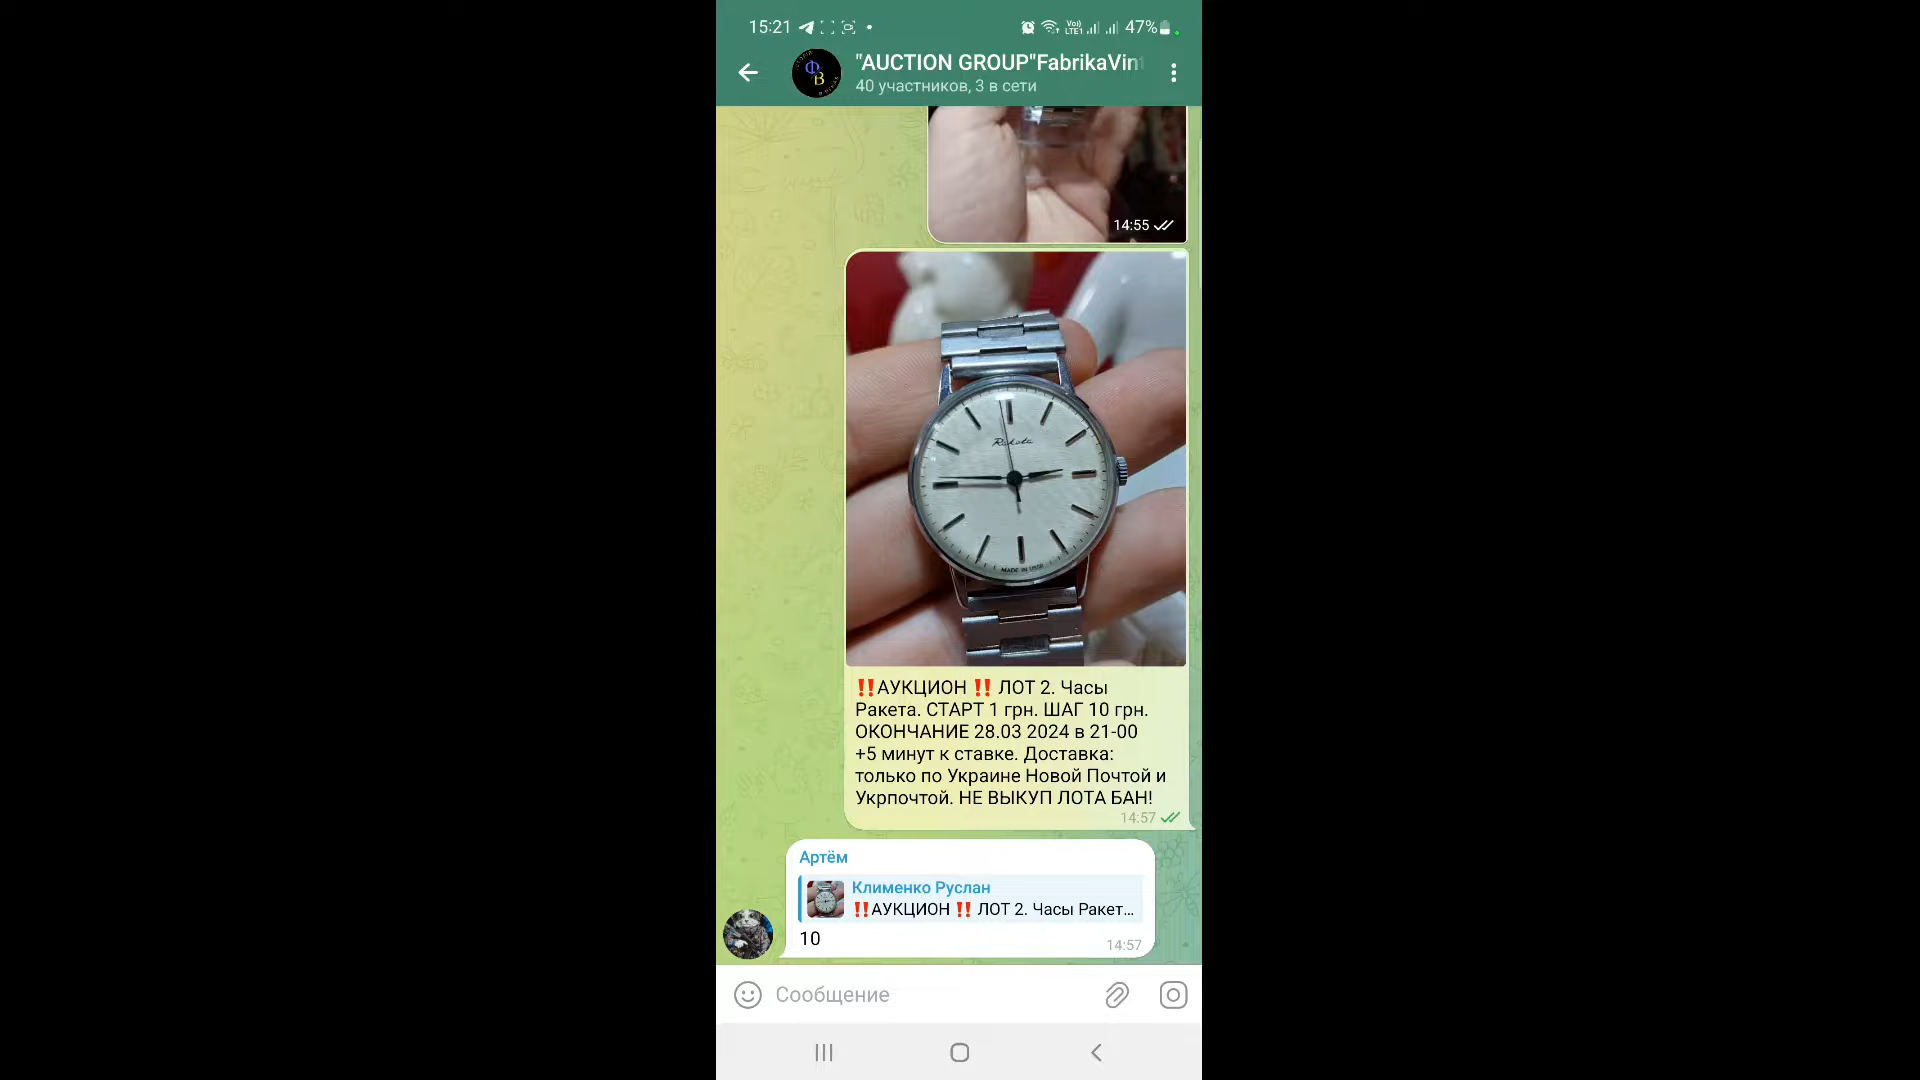 15:21
Vo)) LTE1
47%
"AUCTION GROUP"FabrikaVin
40 участников, 3 в сети
14:55
Raketa
MADE IN USSR
‼️АУКЦИОН ‼️ ЛОТ 2. Часы
Ракета. СТАРТ 1 грн. ШАГ 10 грн.
ОКОНЧАНИЕ 28.03 2024 в 21-00
+5 минут к ставке. Доставка:
только по Украине Новой Почтой и
Укрпочтой. НЕ ВЫКУП ЛОТА БАН!
14:57
Артём
Клименко Руслан
‼️АУКЦИОН ‼️ ЛОТ 2. Часы Ракет...
10
14:57
Сообщение